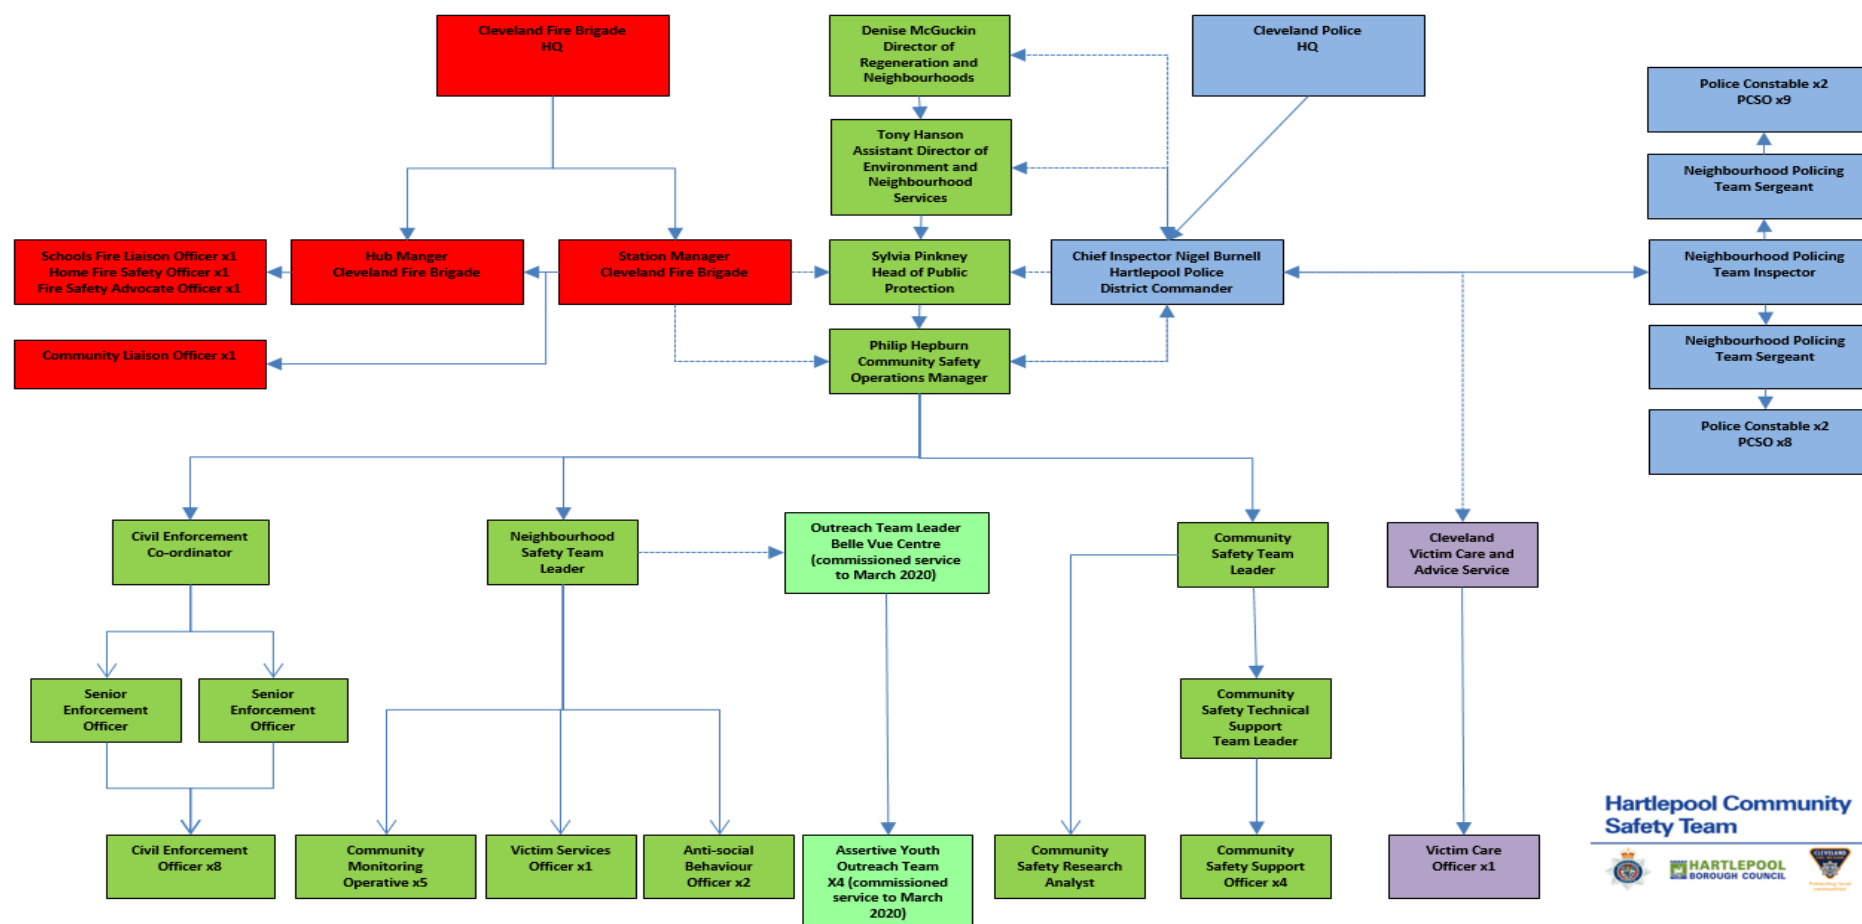 Cleveland Fire Brigade
HQ
Denise McGuckin
Director of
Regeneration and
Neighbourhoods
Cleveland Police
HQ
Police Constable x2
PCSO x9
Tony Hanson
Assistant Director of
Environment and
Neighbourhood
Services
Neighbourhood Policing
Team Sergeant
Schools Fire Liaison Officer x1
Home Fire Safety Officer x1
Fire Safety Advocate Officer x1
Hub Manger
Cleveland Fire Brigade
Station Manager
Cleveland Fire Brigade
Sylvia Pinkney
Head of Public
Protection
Chief Inspector Nigel Burnell
Hartlepool Police
District Commander
Neighbourhood Policing
Team Inspector
Community Liaison Officer x1
Philip Hepburn
Community Safety
Operations Manager
Neighbourhood Policing
Team Sergeant
Police Constable x2
PCSO x8
Civil Enforcement
Co-ordinator
Neighbourhood
Safety Team
Leader
Outreach Team Leader
Belle Vue Centre
(commissioned service
to March 2020)
Community
Safety Team
Leader
Cleveland
Victim Care and
Advice Service
Senior
Enforcement
Officer
Senior
Enforcement
Officer
Community
Safety Technical
Support
Team Leader
Civil Enforcement
Officer x8
Community
Monitoring
Operative x5
Victim Services
Officer x1
Anti-social
Behaviour
Officer x2
Assertive Youth
Outreach Team
X4 (commissioned
service to March
2020)
Community
Safety Research
Analyst
Community
Safety Support
Officer x4
Victim Care
Officer x1
Hartlepool Community
Safety Team
HARTLEPOOL
BOROUGH COUNCIL
CLEVELAND